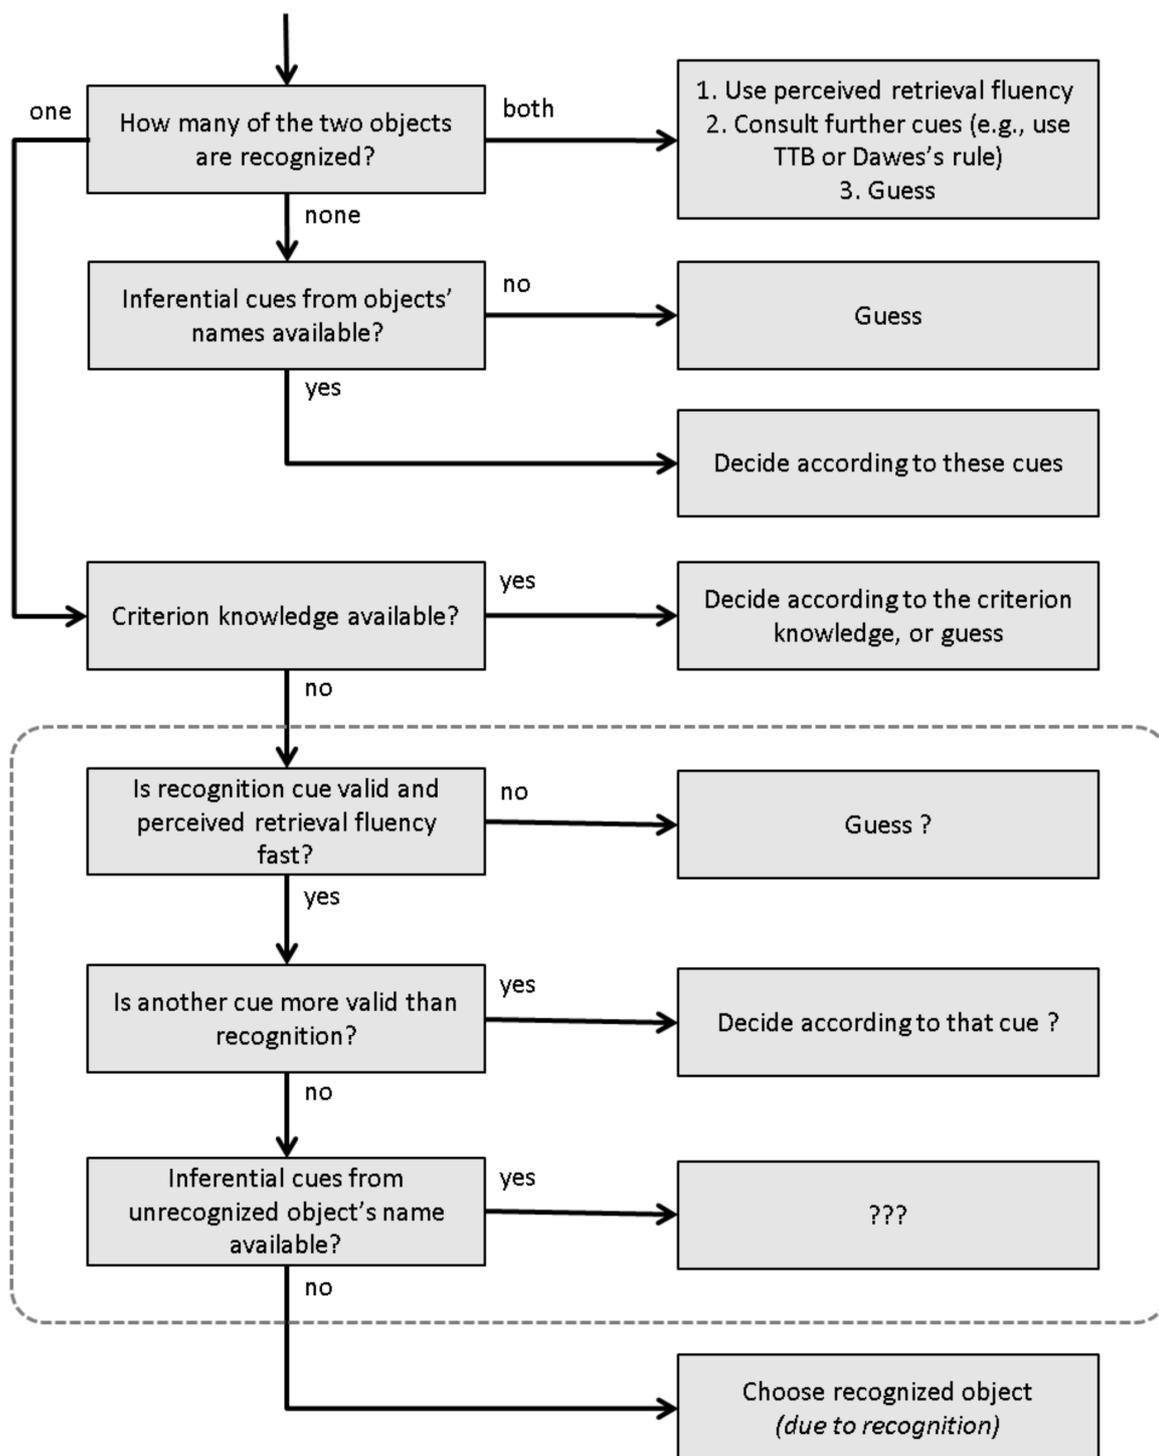 one
How many of the two objects
are recognized?
both
1. Use perceived retrieval fluency
2. Consult further cues (e.g., use
TTB or Dawes's rule)
3. Guess
none
Inferential cues from objects'
names available?
no
Guess
yes
Decide according to these cues
Criterion knowledge available?
yes
Decide according to the criterion
knowledge, or guess
no
Is recognition cue valid and
perceived retrieval fluency
fast?
no
Guess ?
yes
Is another cue more valid than
recognition?
yes
Decide according to that cue ?
no
Inferential cues from
unrecognized object's name
available?
yes
???
no
Choose recognized object
(due to recognition)